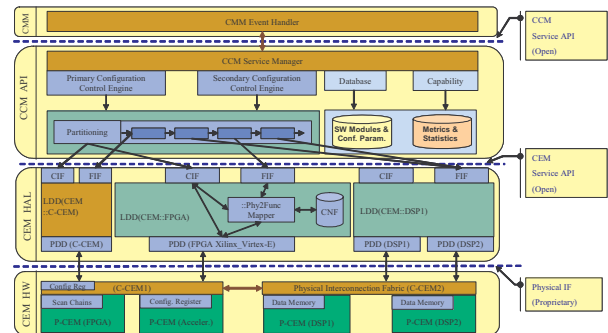 CMM
CMM Event Handler
CCM
Service API
(Open)
CCM API
CCM Service Manager
Primary Configuration
Control Engine
Secondary Configuration
Control Engine
Database
Capability
Partitioning
SW Modules &
Conf. Param.
Metrics &
Statistics
CEM
Service API
(Open)
CEM HAL
CIF
FIF
CIF
FIF
CIF
FIF
LDD(CEM
::C-CEM)
LDD(CEM::FPGA)
::Phy2Func
Mapper
CNF
LDD(CEM::DSP1)
PDD (C-CEM)
PDD (FPGA Xilinx_Virtex-E)
PDD (DSP1)
PDD (DSP2)
Physical IF
(Proprietary)
CEM HW
Config Reg
(C-CEM1)
Physical Interconnection Fabric (C-CEM2)
Scan Chains
Config. Register
Data Memory
Data Memory
P-CEM (FPGA)
P-CEM (Acceler.)
P-CEM (DSP1)
P-CEM (DSP2)